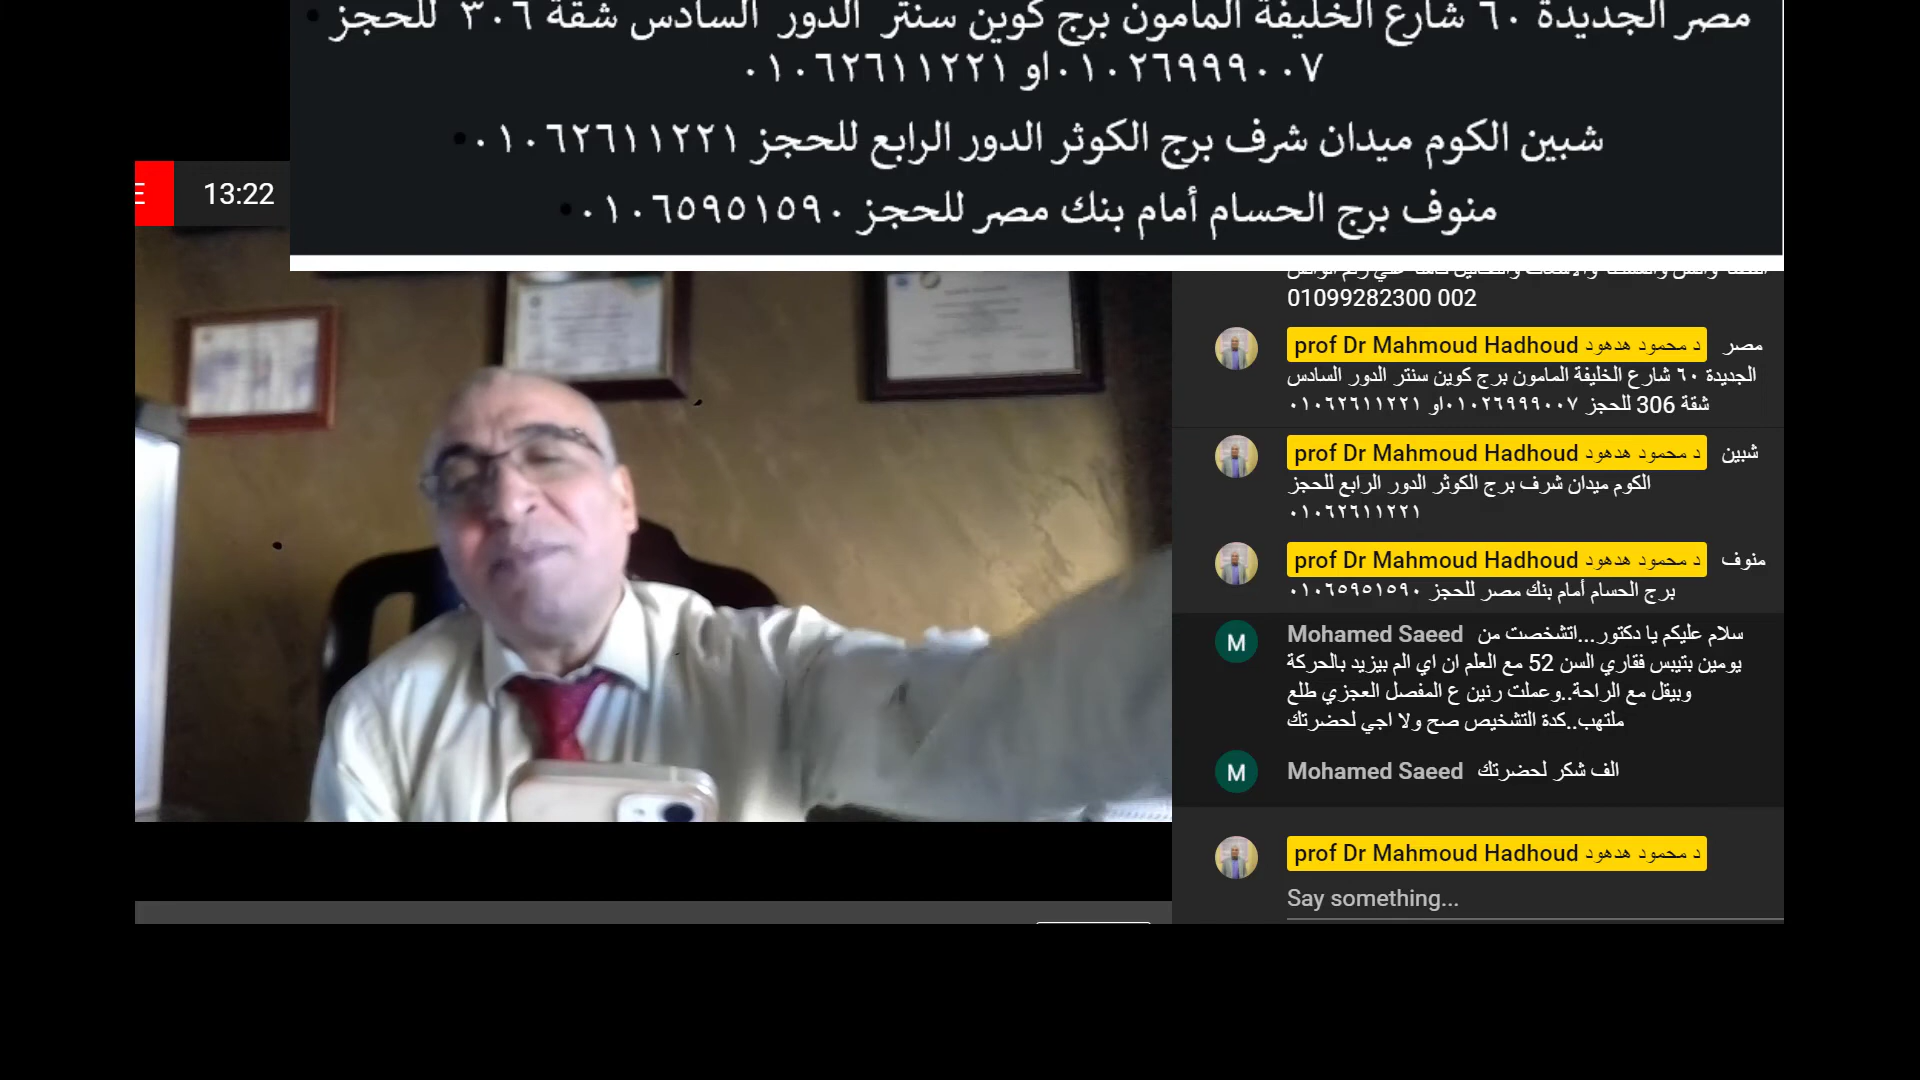 مصر الجديدة ٦٠ شارع الخليفة المامون برج كوين سنتر الدور السادس شقة ٣٠٦ للحجز
٠١٠٢٦٩٩٩٠٠٧او ٠١٠٦٢٦١١٢٢١
شبين الكوم ميدان شرف برج الكوثر الدور الرابع للحجز ٠١٠٦٢٦١١٢٢١
منوف برج الحسام أمام بنك مصر للحجز ٠١٠٦٥٩٥١٥٩٠
13:22
01099282300 002
prof Dr Mahmoud Hadhoud د محمود هدهود مصر
الجديدة ٦٠ شارع الخليفة المامون برج كوين سنتر الدور السادس
شقة 306 للحجز ٠١٠٢٦٩٩٩٠٠٧او ٠١٠٦٢٦١١٢٢١
prof Dr Mahmoud Hadhoud د محمود هدهود شبين
الكوم ميدان شرف برج الكوثر الدور الرابع للحجز
٠١٠٦٢٦١١٢٢١
prof Dr Mahmoud Hadhoud د محمود هدهود منوف
برج الحسام أمام بنك مصر للحجز ٠١٠٦٥٩٥١٥٩٠
Mohamed Saeed سلام عليكم يا دكتور...اتشخصت من
يومين بتيبس فقاري السن 52 مع العلم ان اي الم بيزيد بالحركة
وبيقل مع الراحة..وعملت رنين ع المفصل العجزي طلع
ملتهب..كدة التشخيص صح ولا اجي لحضرتك
Mohamed Saeed الف شكر لحضرتك
prof Dr Mahmoud Hadhoud د محمود هدهود
Say something...